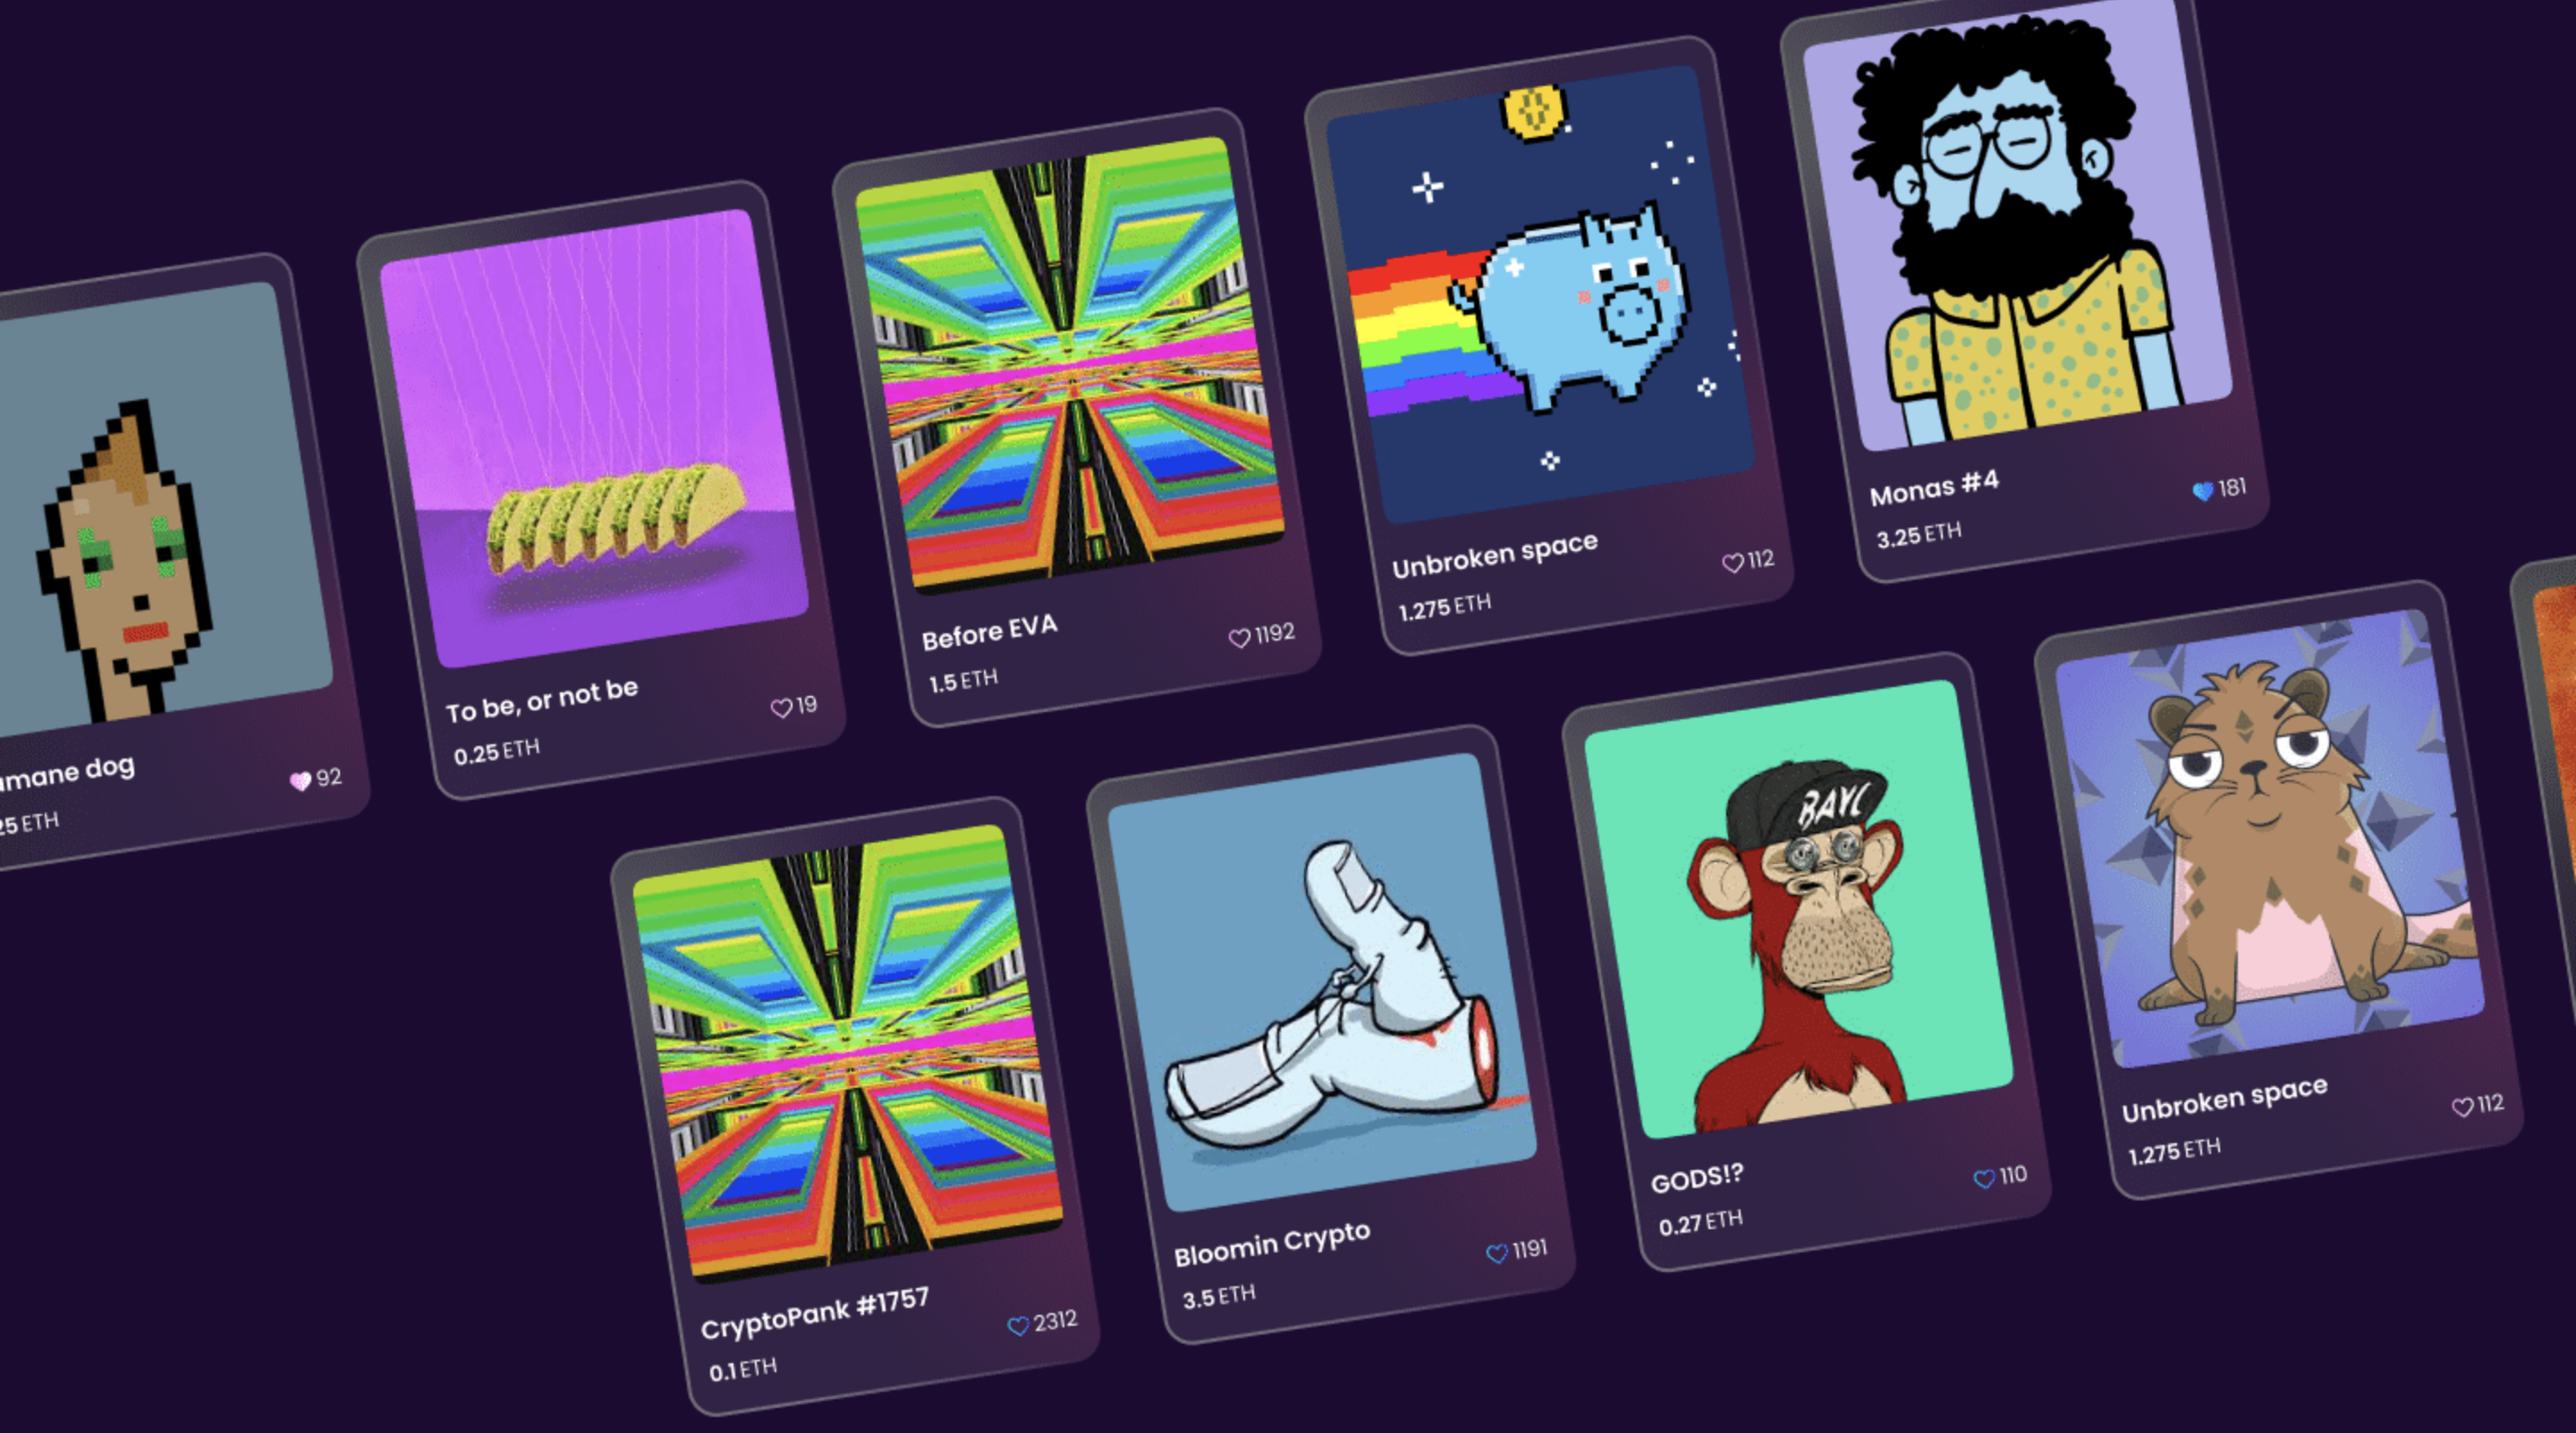 Monas #4
3.25 ETH
181
Unbroken space
1.275 ETH
112
Before EVA
1.5 ETH
1192
To be, or not be
0.25 ETH
19
mane dog
5 ETH
92
BAYC
Unbroken space
1.275 ETH
112
GODS!?
0.27 ETH
110
Bloomin Crypto
3.5 ETH
1191
CryptoPank #1757
0.1 ETH
2312